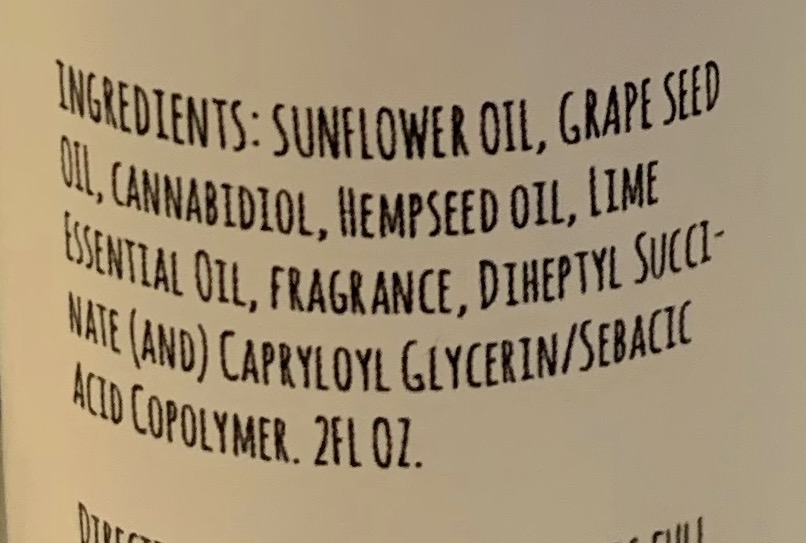 INGREDIENTS: SUNFLOWER OIL, GRAPE SEED
OIL, CANNABIDIOL, HEMPSEED OIL, LIME
ESSENTIAL OIL, FRAGRANCE, DIHEPTYL SUCCI-
NATE (AND) CAPRYLOYL GLYCERIN/SEBACIC
ACID COPOLYMER. 2FL OZ.